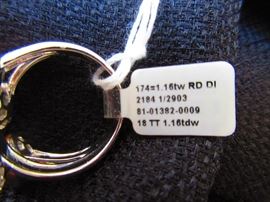 174=1.16tw RD DI
2184 1/2903
81-01382-0009
18 TT 1.16tdw